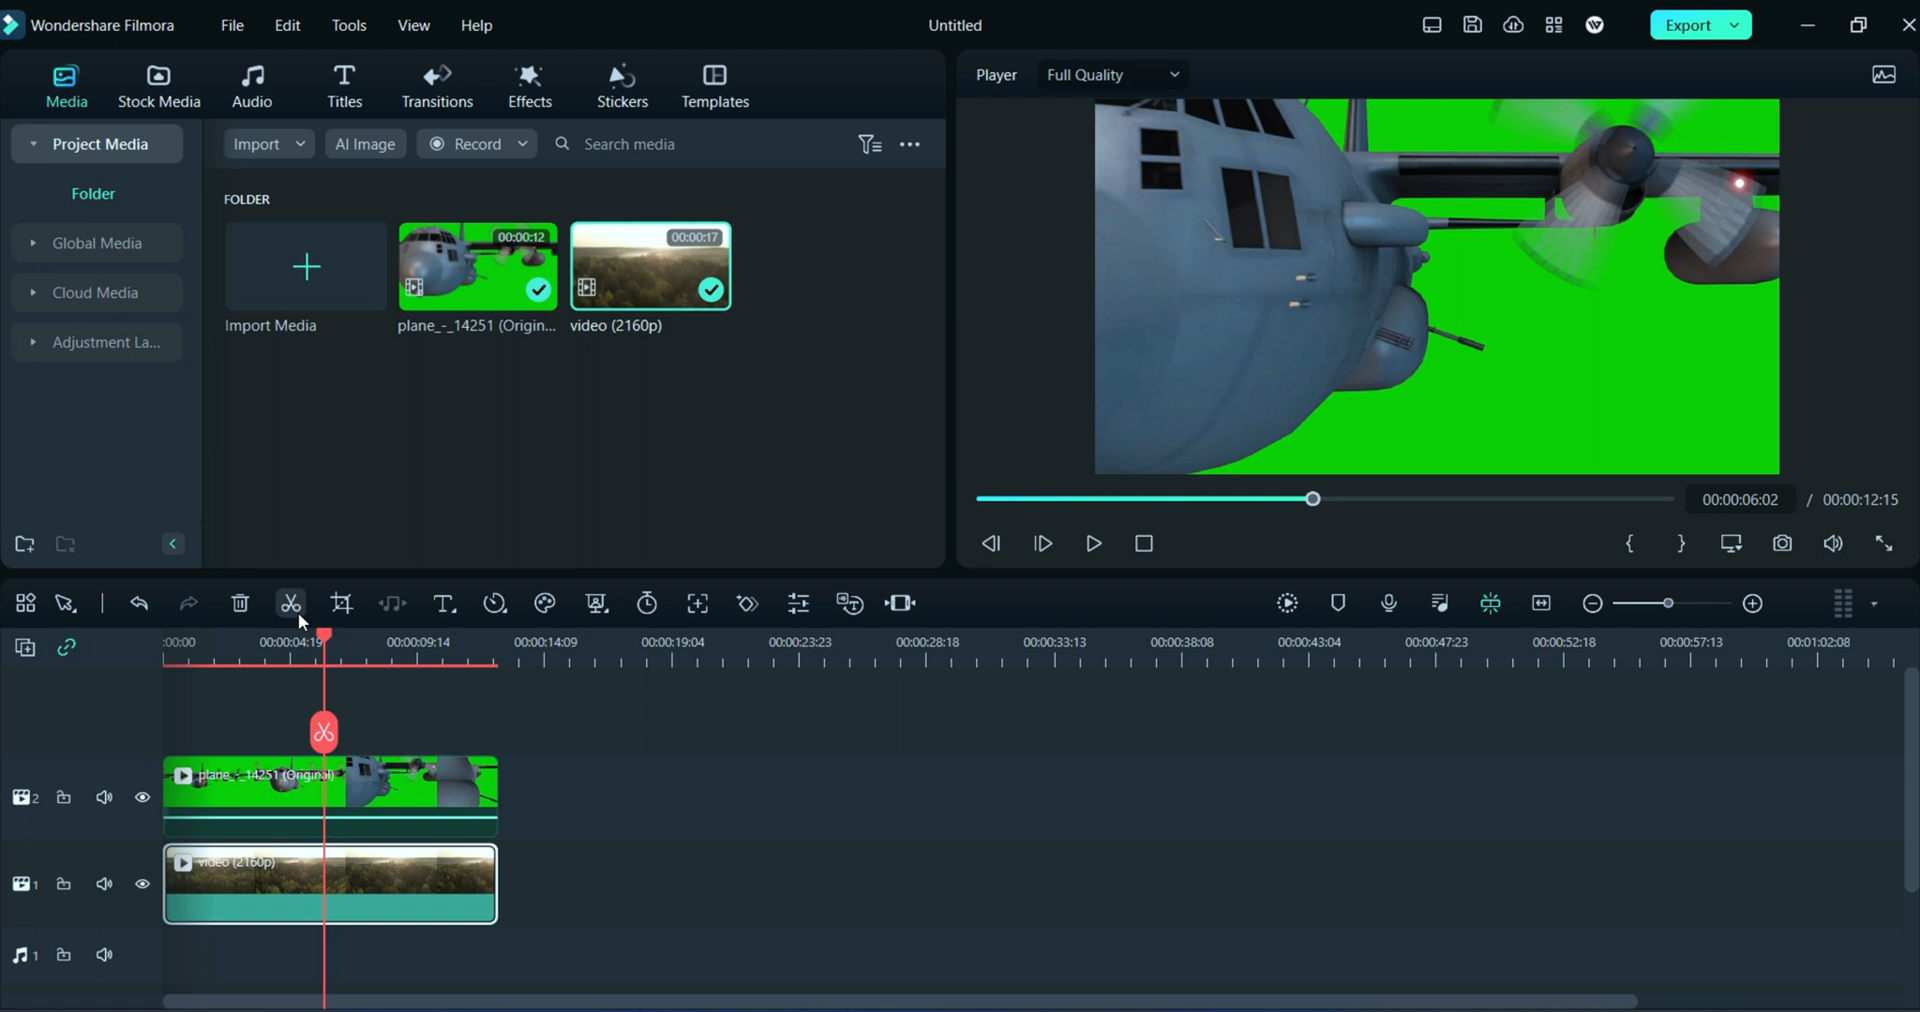 Wondershare Filmora File Edit Tools View Help Untitled Export
Media Stock Media Audio Titles Transitions Effects Stickers Templates
Player Full Quality
Project Media
Import AI Image Record Search media
Folder
Global Media
Cloud Media
Adjustment La...
FOLDER
00:00:12 00:00:17
Import Media plane_-_14251 (Origin... video (2160p)
00:00:06:02 / 00:00:12:15
:00:00 00:00:04:19 00:00:09:14 00:00:14:09 00:00:19:04 00:00:23:23 00:00:28:18 00:00:33:13 00:00:38:08 00:00:43:04 00:00:47:23 00:00:52:18 00:00:57:13 00:01:02:08
plane_-_14251 (Original)
2
video (2160p)
1
1